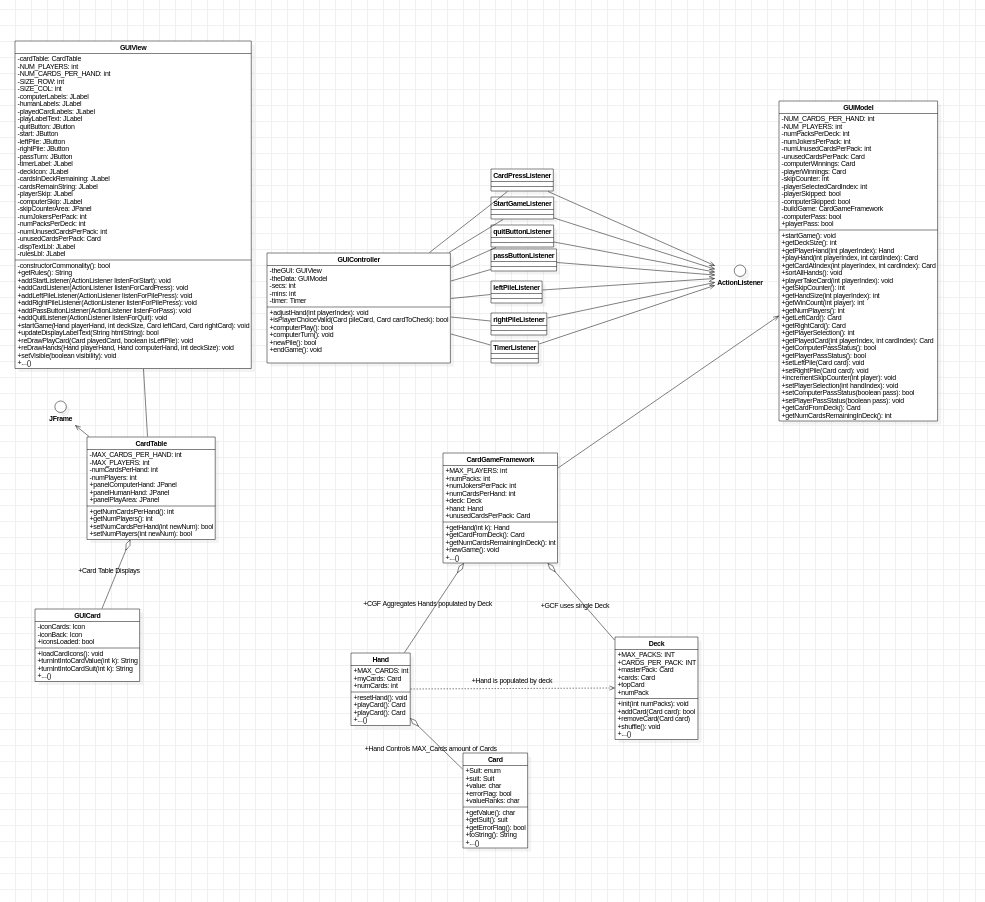 GUIView
-cardTable: CardTable
-NUM_PLAYERS: int
-NUM_CARDS_PER_HAND: int
-SIZE_ROW: int
-SIZE_COL: int
-computerLabels: JLabel
-humanLabels: JLabel
-playedCardLabels: JLabel
-playLabelText: JLabel
-quitButton: JButton
-start: JButton
-leftPile: JButton
-rightPile: JButton
-passTurn: JButton
-timerLabel: JLabel
-deckIcon: JLabel
-cardsInDeckRemaining: JLabel
-cardsRemainString: JLabel
-playerSkip: JLabel
-computerSkip: JLabel
-skipCounterArea: JPanel
-numJokersPerPack: int
-numPacksPerDeck: int
-numUnusedCardsPerPack: int
-unusedCardsPerPack: Card
-dispTextLbl: JLabel
-rulesLbl: JLabel
-constructorCommonality(): bool
+getRules(): String
+addStartListener(ActionListener listenForStart): void
+addCardListener(ActionListener listenForCardPress): void
+addLeftPileListener(ActionListener listenForPilePress): void
+addRightPileListener(ActionListener listenForPilePress): void
+addPassButtonListener(ActionListener listenForPass): void
+addQuitListener(ActionListener listenForQuit): void
+startGame(Hand playerHand, int deckSize, Card leftCard, Card rightCard): void
+updateDisplayLabelText(String htmlString): bool
+reDrawPlayCard(Card playedCard, boolean isLeftPile): void
+reDrawHands(Hand playerHand, Hand computerHand, int deckSize): void
+setVisible(boolean visibility): void
+...()
JFrame
CardTable
-MAX_CARDS_PER_HAND: int
-MAX_PLAYERS: int
-numCardsPerHand: int
-numPlayers: int
+panelComputerHand: JPanel
+panelHumanHand: JPanel
+panelPlayArea: JPanel
+getNumCardsPerHand(): int
+getNumPlayers(): int
+setNumCardsPerHand(int newNum): bool
+setNumPlayers(int newNum): bool
+Card Table Displays
GUICard
-iconCards: Icon
-iconBack: Icon
+iconsLoaded: bool
+loadCardIcons(): void
+turnIntIntoCardValue(int k): String
+turnIntIntoCardSuit(int k): String
+...()
GUIController
-theGUI: GUIView
-theData: GUIModel
-secs: int
-mins: int
-timer: Timer
+adjustHand(int playerIndex): void
+isPlayerChoiceValid(Card pileCard, Card cardToCheck): bool
+computerPlay(): bool
+computerTurn(): void
+newPile(): bool
+endGame(): void
CardPressListener
StartGameListener
quitButtonListener
passButtonListener
leftPileListener
rightPileListener
TimerListener
ActionListener
GUIModel
-NUM_CARDS_PER_HAND: int
-NUM_PLAYERS: int
-numPacksPerDeck: int
-numJokersPerPack: int
-numUnusedCardsPerPack: int
-unusedCardsPerPack: Card
-computerWinnings: Card
-playerWinnings: Card
-skipCounter: int
-playerSelectedCardIndex: int
-playerSkipped: bool
-computerSkipped: bool
-buildGame: CardGameFramework
-computerPass: bool
-playerPass: bool
+startGame(): void
+getDeckSize(): int
+getPlayerHand(int playerIndex): Hand
+playHand(int playerIndex, int cardIndex): Card
+getCardAtIndex(int playerIndex, int cardIndex): Card
+sortAllHands(): void
+playerTakeCard(int playerIndex): void
+getSkipCounter(): int
+getHandSize(int playerIndex): int
+getWinCount(int player): int
+getNumPlayers(): int
+getLeftCard(): Card
+getRightCard(): Card
+getPlayerSelection(): int
+getPlayedCard(int playerIndex, int cardIndex): Card
+getComputerPassStatus(): bool
+getPlayerPassStatus(): bool
+setLeftPile(Card card): void
+setRightPile(Card card): void
+incrementSkipCounter(int player): void
+setPlayerSelection(int handIndex): void
+setComputerPassStatus(boolean pass): bool
+setPlayerPassStatus(boolean pass): void
+getCardFromDeck(): Card
+getNumCardsRemainingInDeck(): int
CardGameFramework
+MAX_PLAYERS: int
+numPacks: int
+numJokersPerPack: int
+numCardsPerHand: int
+deck: Deck
+hand: Hand
+unusedCardsPerPack: Card
+getHand(int k): Hand
+getCardFromDeck(): Card
+getNumCardsRemainingInDeck(): int
+newGame(): void
+...()
+CGF Aggregates Hands populated by Deck
+GCF uses single Deck
Hand
+MAX_CARDS: int
+myCards: Card
+numCards: int
+resetHand(): void
+playCard(): Card
+playCard(): Card
+...()
+Hand is populated by deck
Deck
+MAX_PACKS: INT
+CARDS_PER_PACK: INT
+masterPack: Card
+cards: Card
+topCard
+numPack
+init(int numPacks): void
+addCard(Card card): bool
+removeCard(Card card)
+shuffle(): void
+...()
+Hand Controls MAX_Cards amount of Cards
Card
+Suit: enum
+suit: Suit
+value: char
+errorFlag: bool
+valueRanks: char
+getValue(): char
+getSuit(): suit
+getErrorFlag(): bool
+toString(): String
+...()